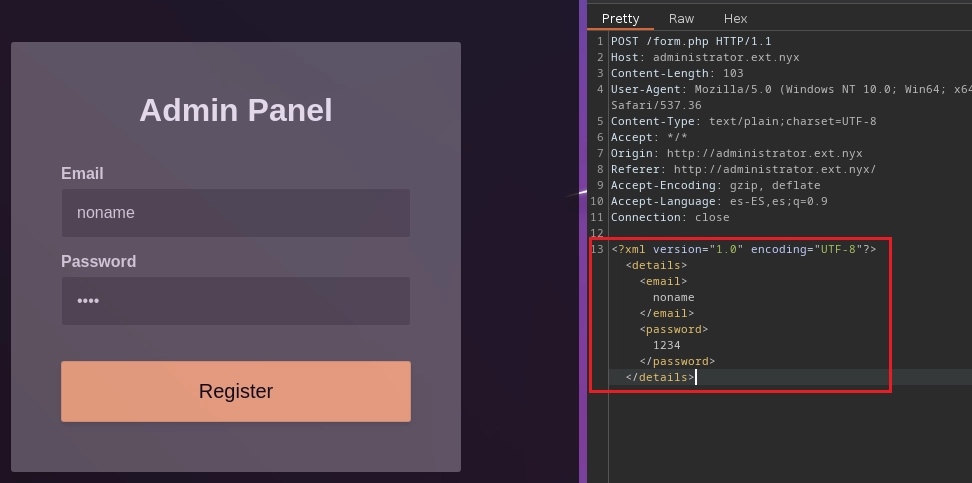 Admin Panel
Email
noname
Password
••••
Register
Pretty Raw Hex
1 POST /form.php HTTP/1.1
2 Host: administrator.ext.nyx
3 Content-Length: 103
4 User-Agent: Mozilla/5.0 (Windows NT 10.0; Win64; x64
Safari/537.36
5 Content-Type: text/plain;charset=UTF-8
6 Accept: */*
7 Origin: http://administrator.ext.nyx
8 Referer: http://administrator.ext.nyx/
9 Accept-Encoding: gzip, deflate
10 Accept-Language: es-ES,es;q=0.9
11 Connection: close
12
13 <?xml version="1.0" encoding="UTF-8"?>
<details>
<email>
noname
</email>
<password>
1234
</password>
</details>